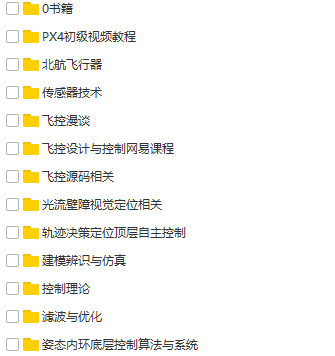 0书籍
PX4初级视频教程
北航飞行器
传感器技术
飞控漫谈
飞控设计与控制网易课程
飞控源码相关
光流壁障视觉定位相关
轨迹决策定位顶层自主控制
建模辨识与仿真
控制理论
滤波与优化
姿态内环底层控制算法与系统